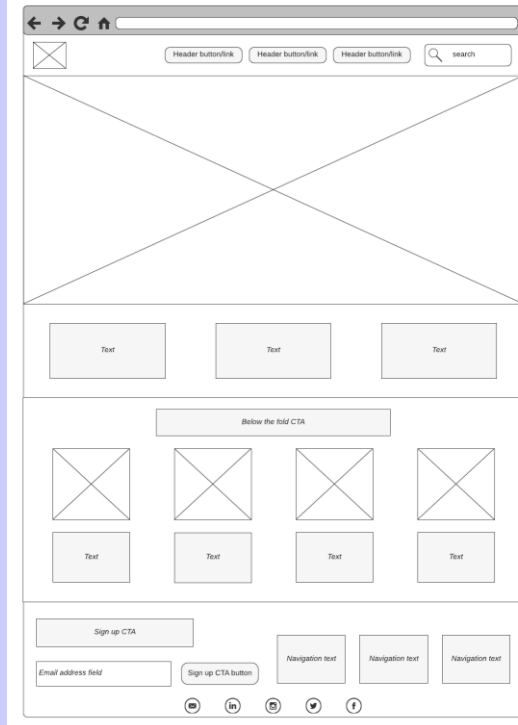 Header button/link
Header button/link
Header button/link
search
Text
Text
Text
Below the fold CTA
Text
Text
Text
Text
Sign up CTA
Email address field
Sign up CTA button
Navigation text
Navigation text
Navigation text